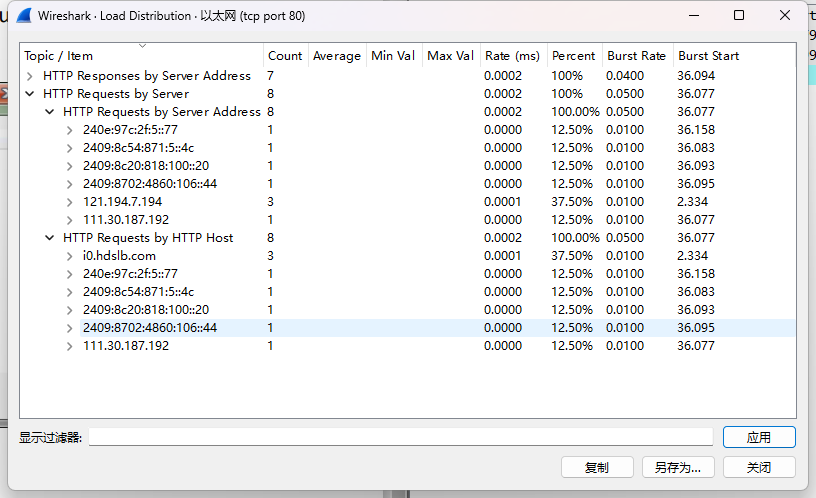 Wireshark · Load Distribution · 以太网 (tcp port 80)
Topic / Item Count Average Min Val Max Val Rate (ms) Percent Burst Rate Burst Start
HTTP Responses by Server Address 7 0.0002 100% 0.0400 36.094
HTTP Requests by Server 8 0.0002 100% 0.0500 36.077
HTTP Requests by Server Address 8 0.0002 100.00% 0.0500 36.077
240e:97c:2f:5::77 1 0.0000 12.50% 0.0100 36.158
2409:8c54:871:5::4c 1 0.0000 12.50% 0.0100 36.083
2409:8c20:818:100::20 1 0.0000 12.50% 0.0100 36.093
2409:8702:4860:106::44 1 0.0000 12.50% 0.0100 36.095
121.194.7.194 3 0.0001 37.50% 0.0100 2.334
111.30.187.192 1 0.0000 12.50% 0.0100 36.077
HTTP Requests by HTTP Host 8 0.0002 100.00% 0.0500 36.077
i0.hdslb.com 3 0.0001 37.50% 0.0100 2.334
240e:97c:2f:5::77 1 0.0000 12.50% 0.0100 36.158
2409:8c54:871:5::4c 1 0.0000 12.50% 0.0100 36.083
2409:8c20:818:100::20 1 0.0000 12.50% 0.0100 36.093
2409:8702:4860:106::44 1 0.0000 12.50% 0.0100 36.095
111.30.187.192 1 0.0000 12.50% 0.0100 36.077
显示过滤器:
应用
复制 另存为… 关闭